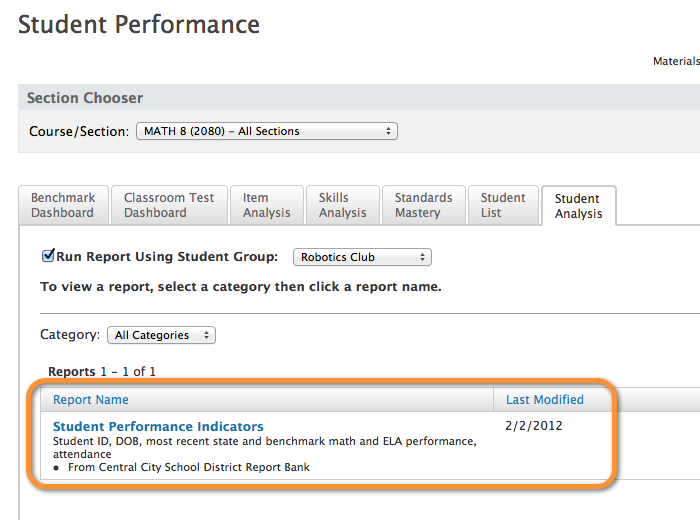 Student Performance
Materials
Section Chooser
Course/Section: MATH 8 (2080) – All Sections
Benchmark Dashboard
Classroom Test Dashboard
Item Analysis
Skills Analysis
Standards Mastery
Student List
Student Analysis
Run Report Using Student Group: Robotics Club
To view a report, select a category then click a report name.
Category: All Categories
Reports 1 – 1 of 1
Report Name Last Modified
Student Performance Indicators 2/2/2012
Student ID, DOB, most recent state and benchmark math and ELA performance,
attendance
• From Central City School District Report Bank